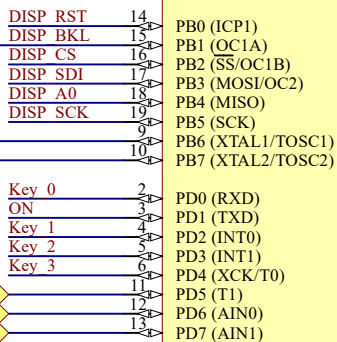 DISP_RST 14 PB0 (ICP1)
DISP_BKL 15 PB1 (OC1A)
DISP_CS 16 PB2 (SS/OC1B)
DISP_SDI 17 PB3 (MOSI/OC2)
DISP_A0 18 PB4 (MISO)
DISP_SCK 19 PB5 (SCK)
9 PB6 (XTAL1/TOSC1)
10 PB7 (XTAL2/TOSC2)
Key_0 2 PD0 (RXD)
ON 3 PD1 (TXD)
Key_1 4 PD2 (INT0)
Key_2 5 PD3 (INT1)
Key_3 6 PD4 (XCK/T0)
11 PD5 (T1)
12 PD6 (AIN0)
13 PD7 (AIN1)